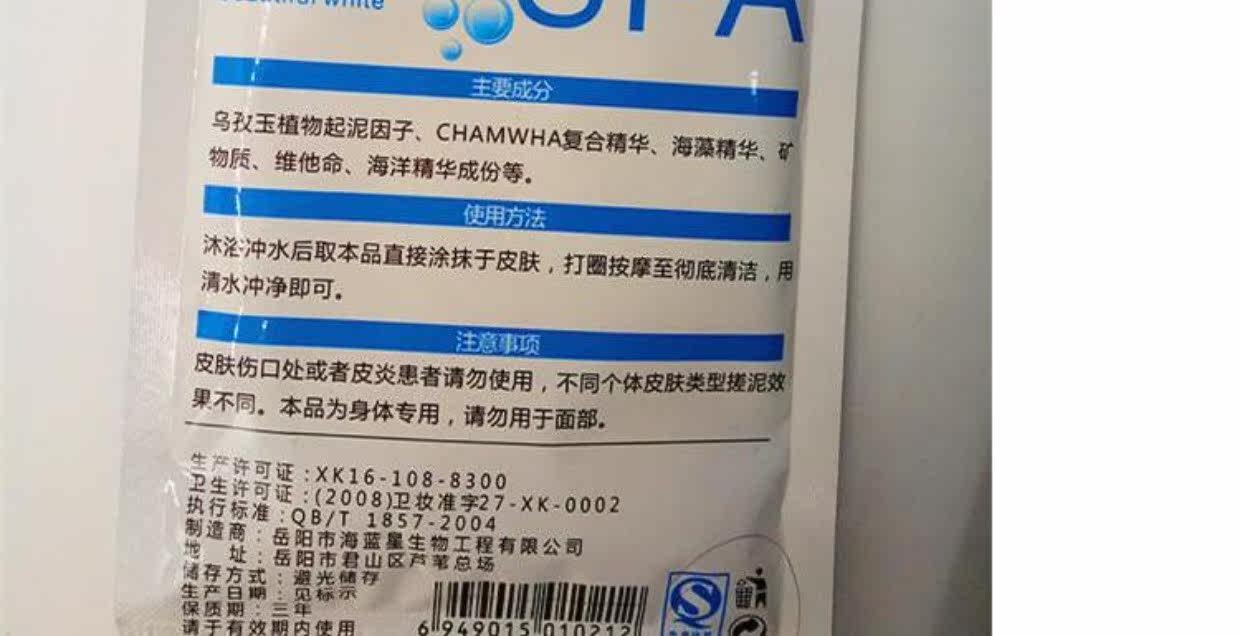 white
SPA
主要成分
乌孜玉植物起泥因子、CHAMWHA复合精华、海藻精华、矿
物质、维他命、海洋精华成份等。
使用方法
沐浴冲水后取本品直接涂抹于皮肤，打圈按摩至彻底清洁，用
清水冲净即可。
注意事项
皮肤伤口处或者皮炎患者请勿使用，不同个体皮肤类型搓泥效
果不同。本品为身体专用，请勿用于面部。
生产许可证:XK16-108-8300
卫生许可证:(2008)卫妆准字27-XK-0002
执行标准:QB/T 1857-2004
制造商:岳阳市海蓝星生物工程有限公司
地 址:岳阳市君山区芦苇总场
储存方式:避光储存
生产日期:见标示
保质期:三年
请于有效期内使用
6 949015 010212